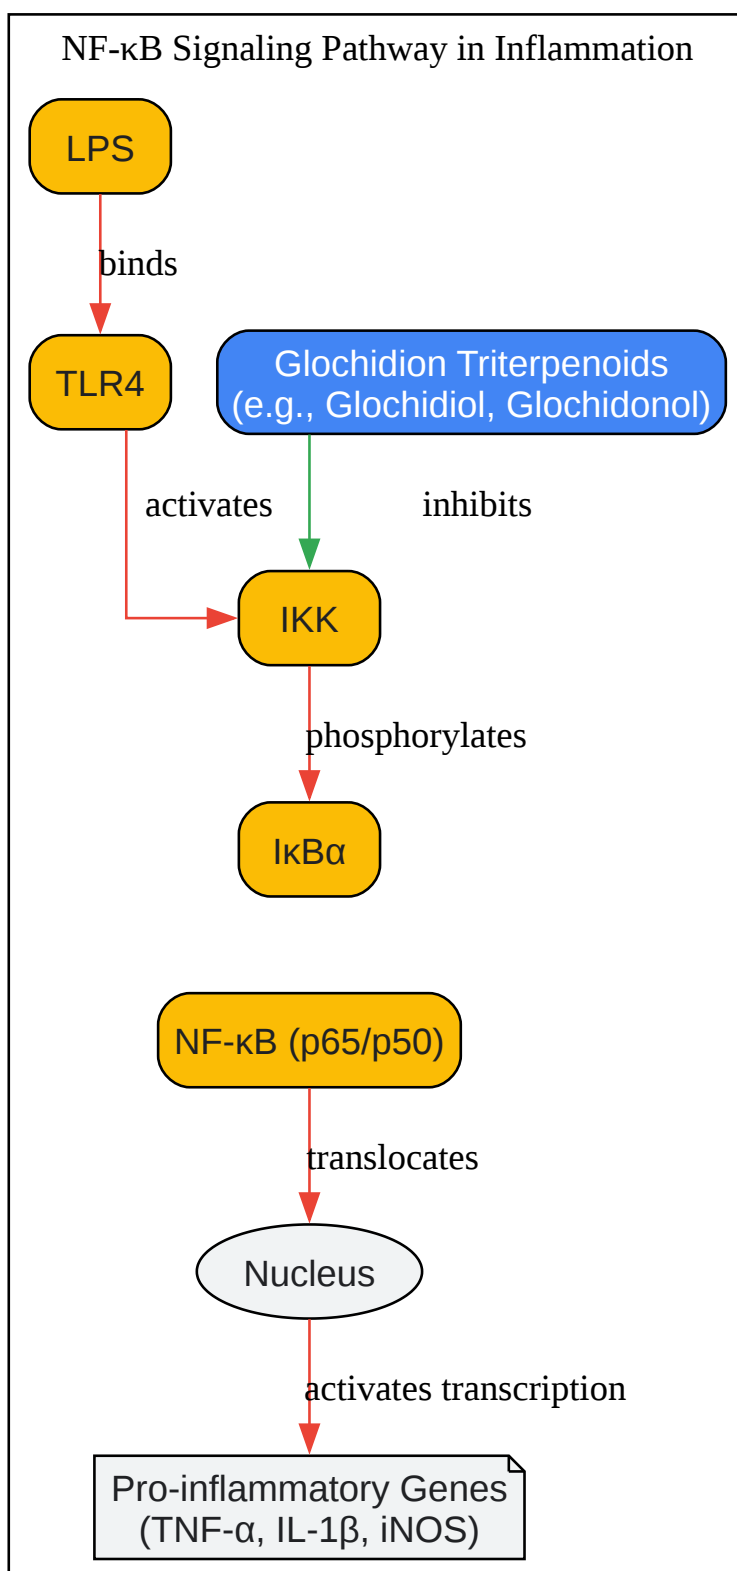 NF-κB Signaling Pathway in Inflammation
LPS
binds
TLR4
Glochidion Triterpenoids
(e.g., Glochidiol, Glochidonol)
activates
inhibits
IKK
phosphorylates
IκBα
NF-κB (p65/p50)
translocates
Nucleus
activates transcription
Pro-inflammatory Genes
(TNF-α, IL-1β, iNOS)